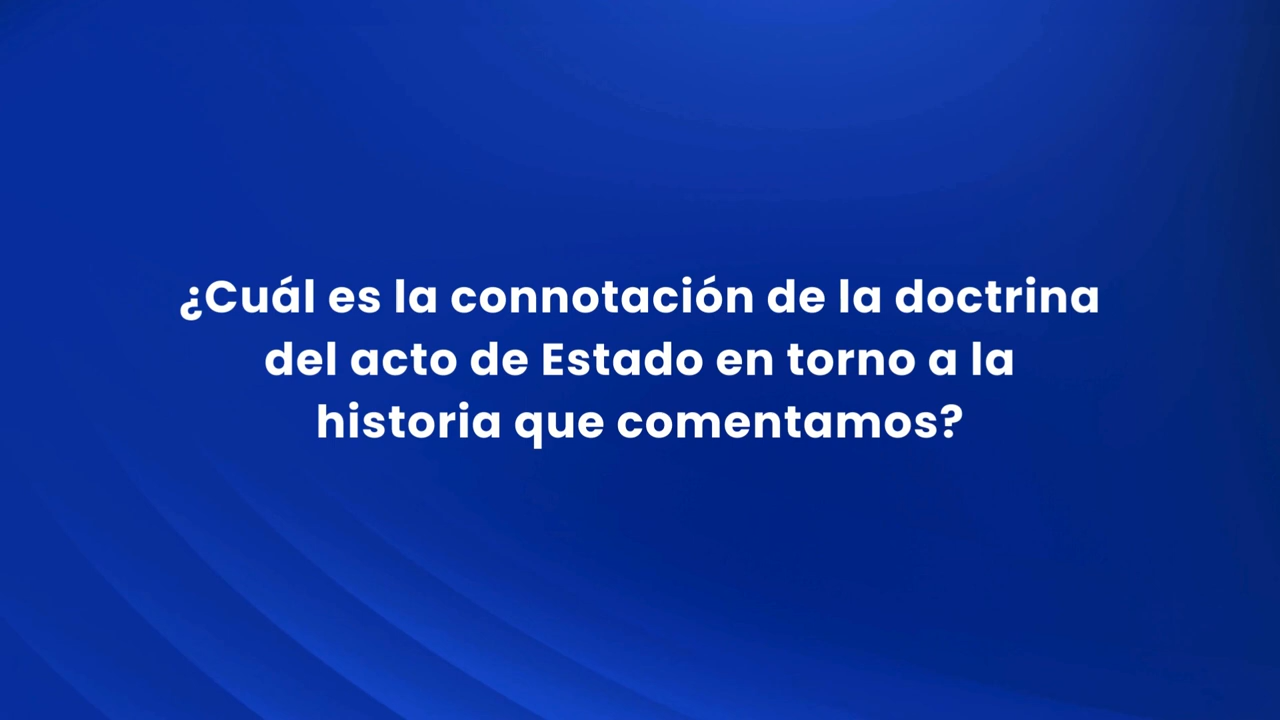 ¿Cuál es la connotación de la doctrina
del acto de Estado en torno a la
historia que comentamos?